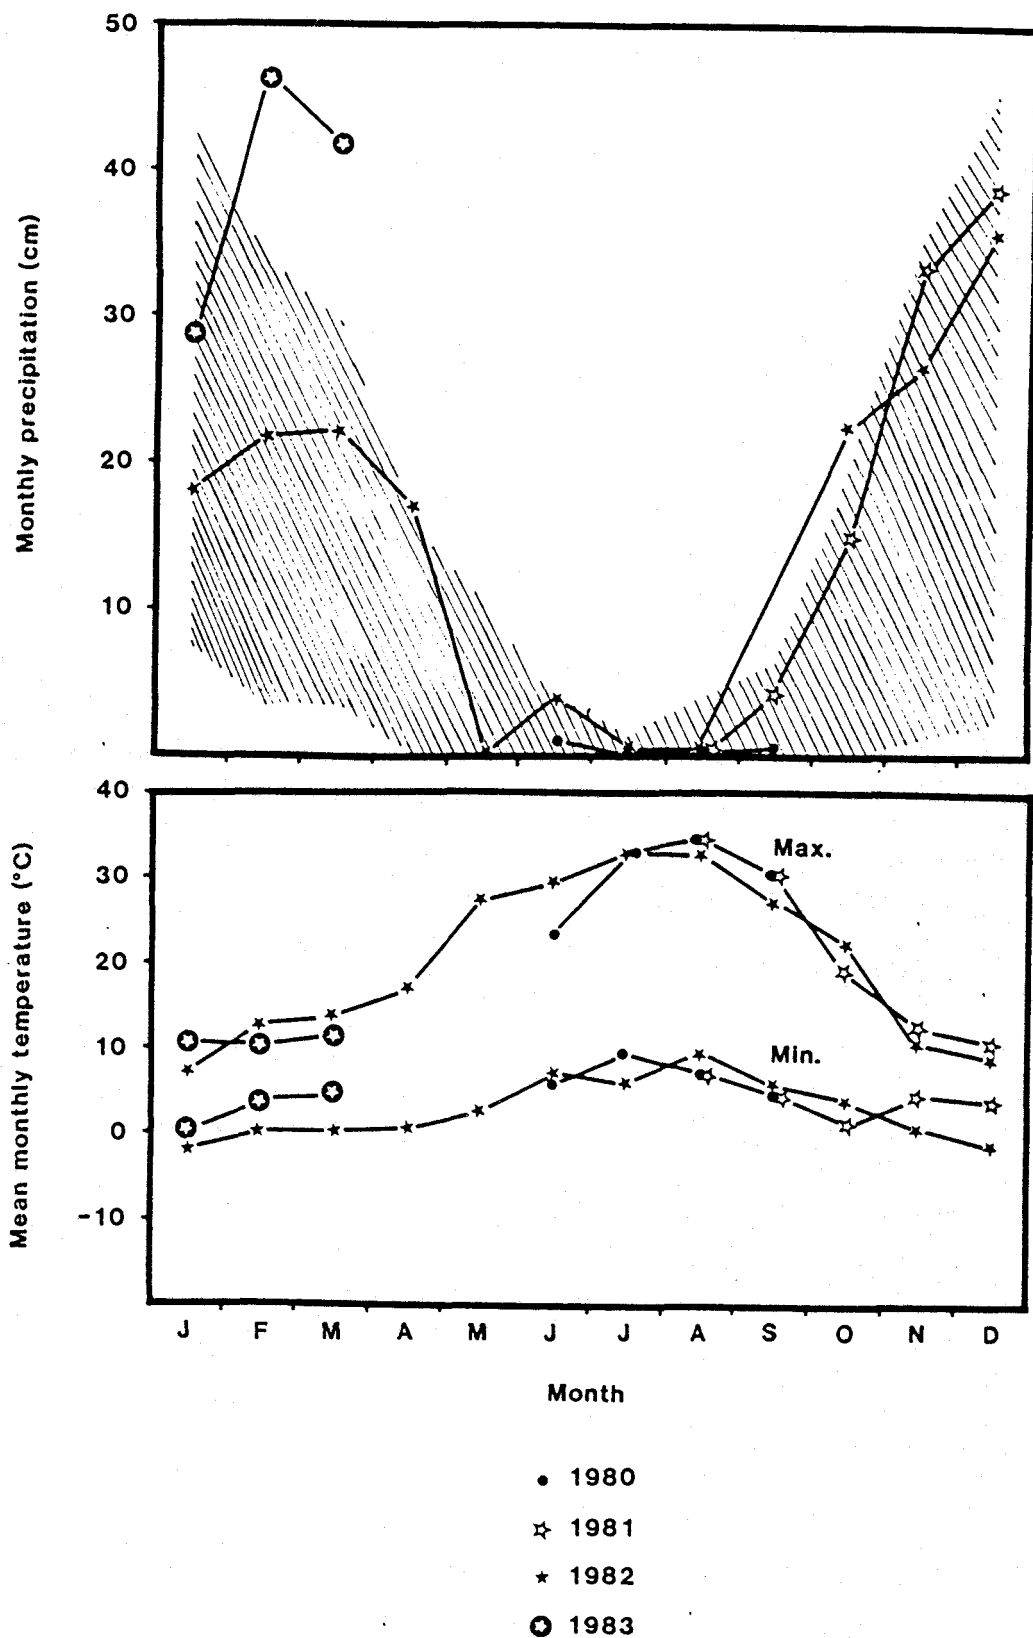 50
40
30
20
10
Monthly precipitation (cm)
40
30
20
10
0
-10
Mean monthly temperature (°C)
Max.
Min.
J F M A M J J A S O N D
Month
1980
1981
1982
1983